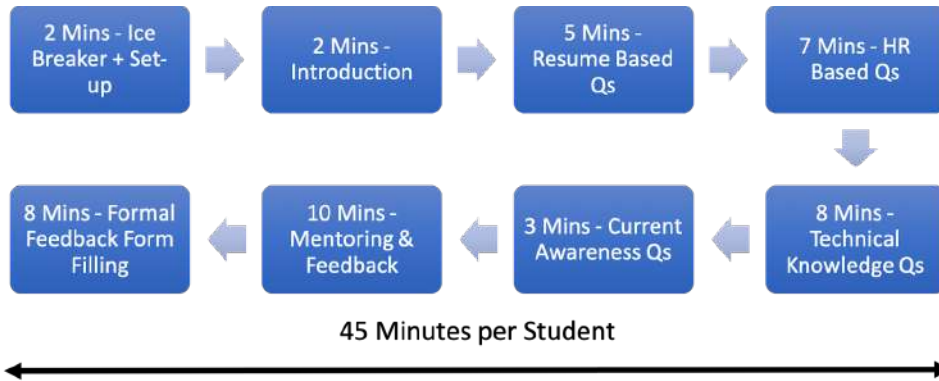 2 Mins - Ice
Breaker + Set-
up
2 Mins -
Introduction
5 Mins -
Resume Based
Qs
7 Mins - HR
Based Qs
8 Mins -
Technical
Knowledge Qs
3 Mins - Current
Awareness Qs
10 Mins -
Mentoring &
Feedback
8 Mins - Formal
Feedback Form
Filling
45 Minutes per Student